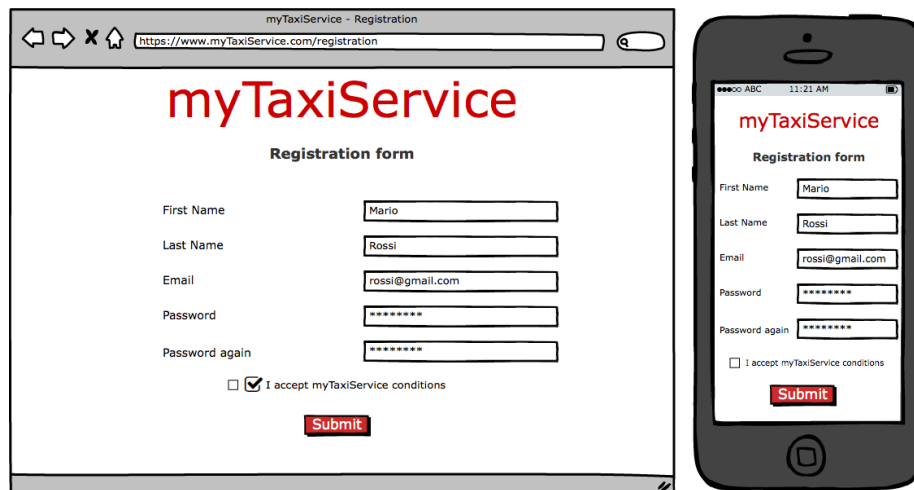 myTaxiService - Registration
https://www.myTaxiService.com/registration
myTaxiService
Registration form
First Name Mario
Last Name Rossi
Email rossi@gmail.com
Password ********
Password again ********
I accept myTaxiService conditions
Submit
ABC 11:21 AM
myTaxiService
Registration form
First Name Mario
Last Name Rossi
Email rossi@gmail.com
Password ********
Password again ********
I accept myTaxiService conditions
Submit